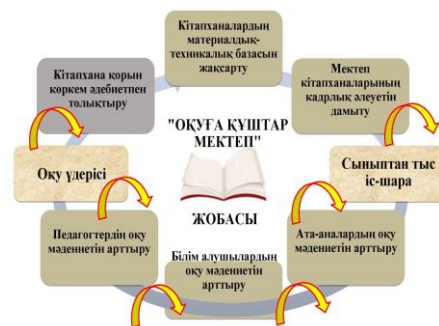 Кітапханалардың
материалдық-
техникалық базасын
жақсарту
Кітапхана қорын
көркем әдебиетпен
толықтыру
Мектеп
кітапханаларының
кадрлық әлеуетін
дамыту
"ОҚУҒА ҚҰШТАР
МЕКТЕП"
ЖОБАСЫ
Оқу үдерісі
Сыныптан тыс
іс-шара
Педагогтердің оқу
мәдениетін арттыру
Білім алушылардың
оқу мәдениетін
арттыру
Ата-аналардың оқу
мәдениетін арттыру